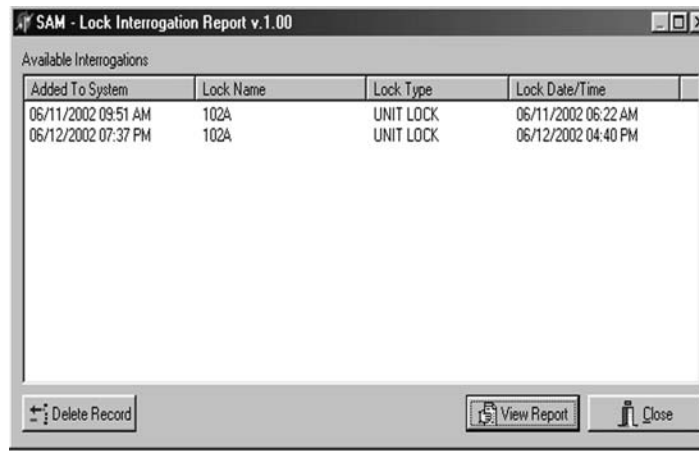 SAM - Lock Interrogation Report v.1.00
Available Interrogations
Added To System Lock Name Lock Type Lock Date/Time
06/11/2002 09:51 AM 102A UNIT LOCK 06/11/2002 06:22 AM
06/12/2002 07:37 PM 102A UNIT LOCK 06/12/2002 04:40 PM
Delete Record View Report Close